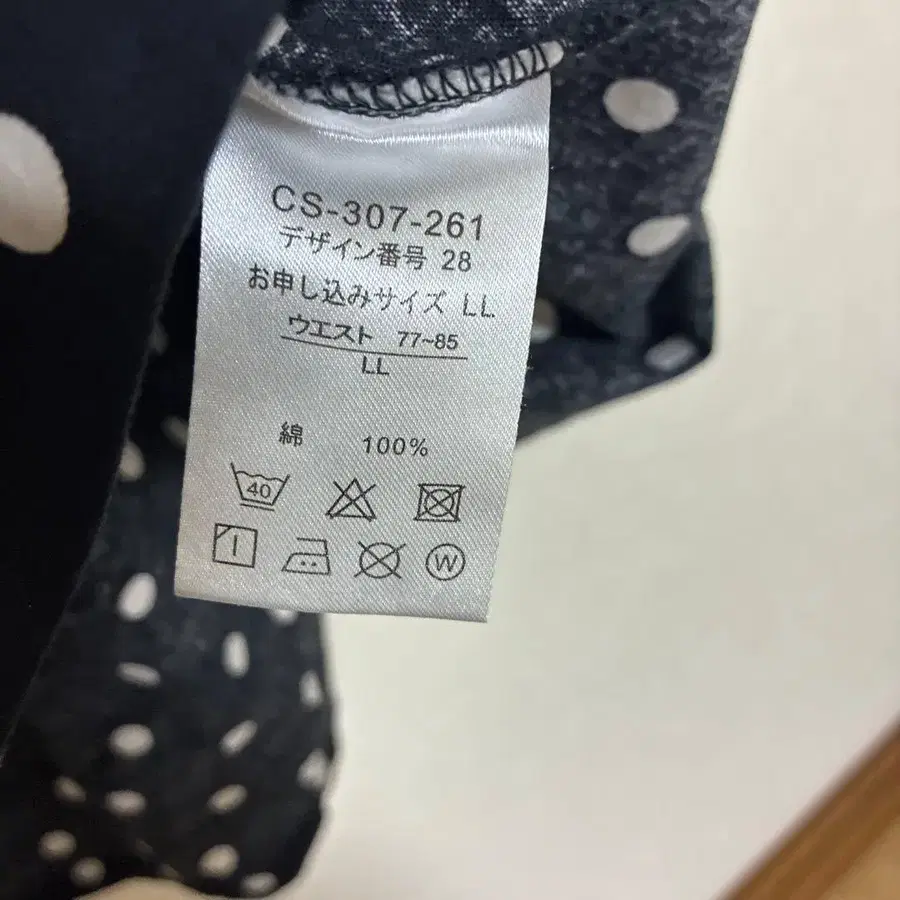 CS-307-261
デザイン番号 28
お申し込みサイズ LL
ウエスト 77~85
LL
綿 100%
40
W